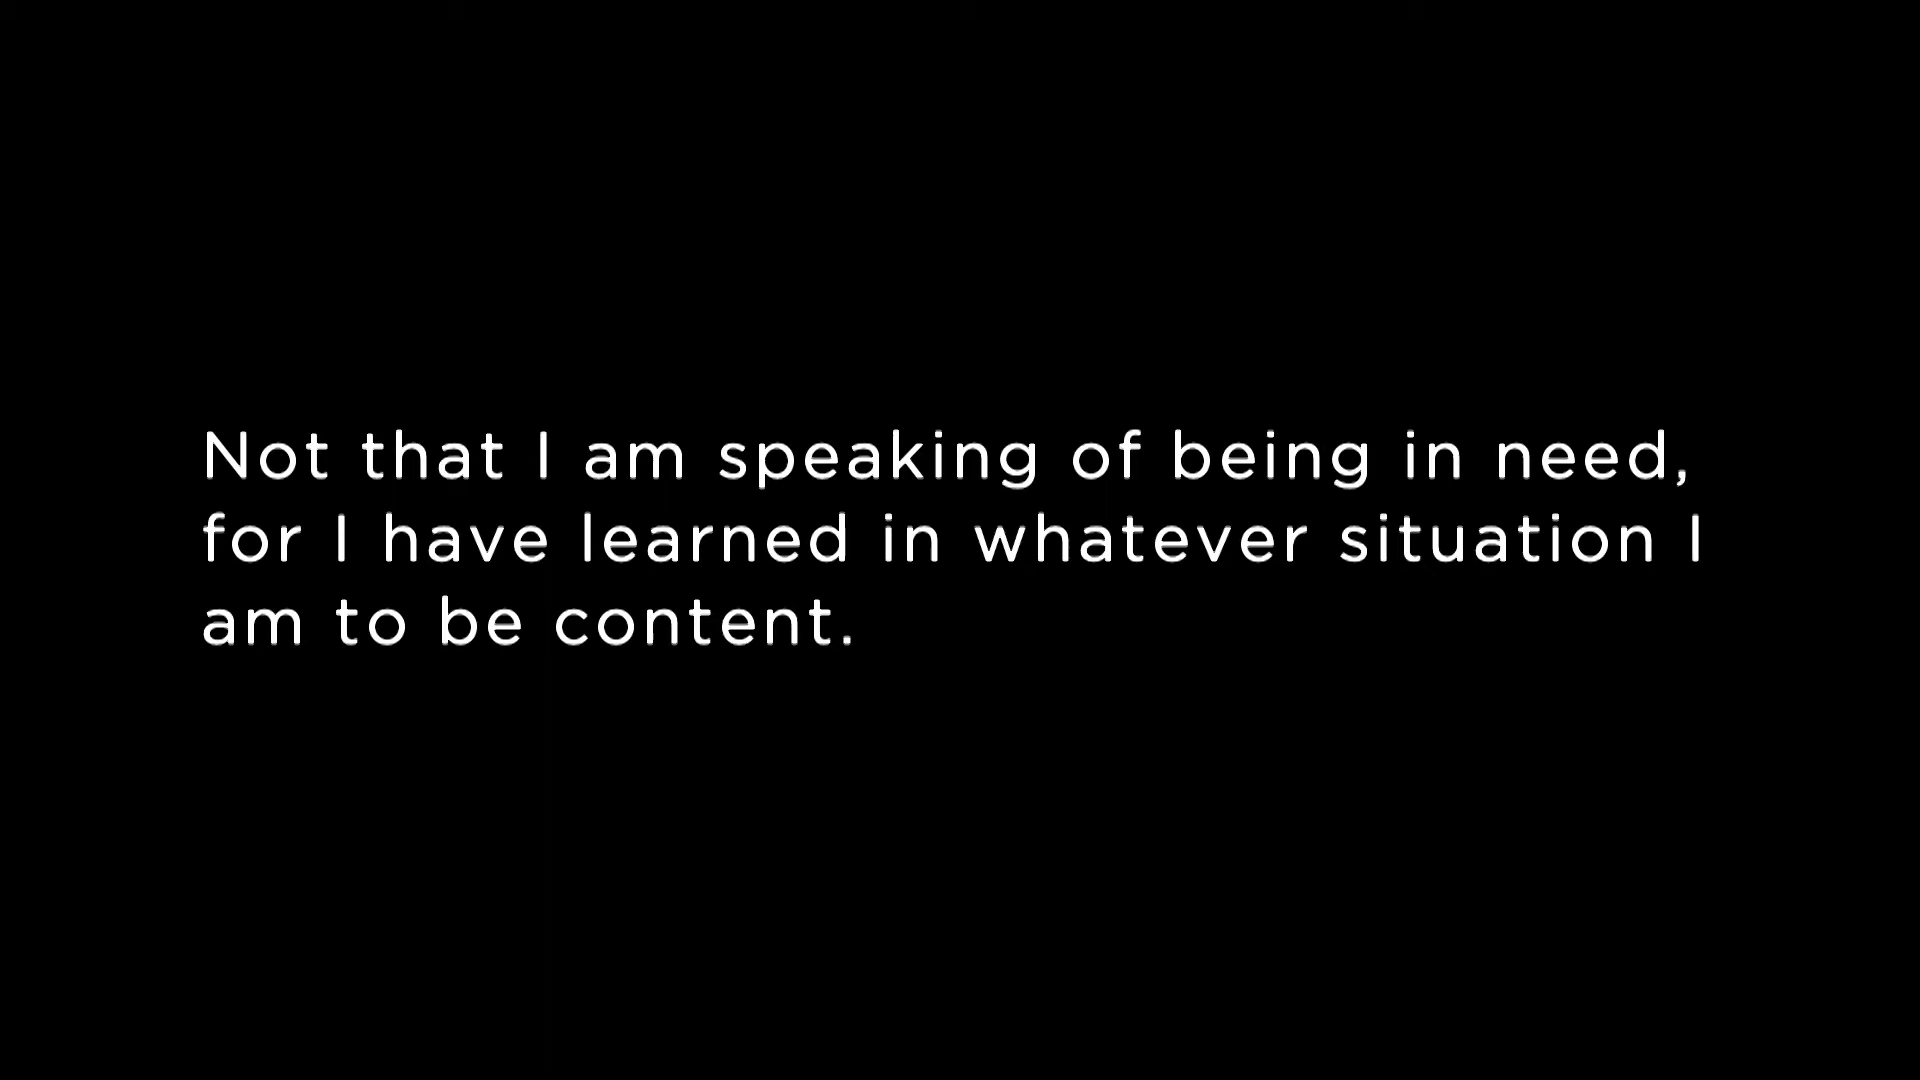 Not that I am speaking of being in need,
for I have learned in whatever situation I
am to be content.